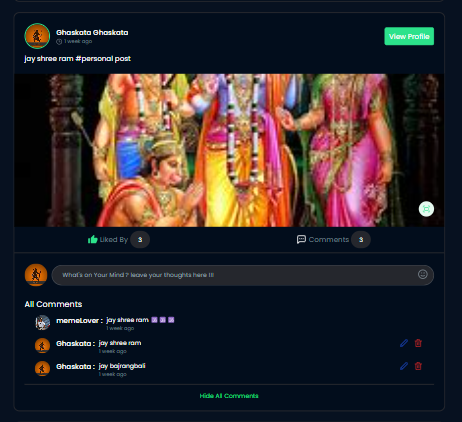 Ghaskata Ghaskata
1 week ago
View Profile
jay shree ram #personal post
Liked By 3
Comments 3
What's on Your Mind ? leave your thoughts here !!!
All Comments
memeLover : jay shree ram 🕉🕉🕉
1 week ago
Ghaskata : jay shree ram
1 week ago
Ghaskata : jay bajrangbali
1 week ago
Hide All Comments